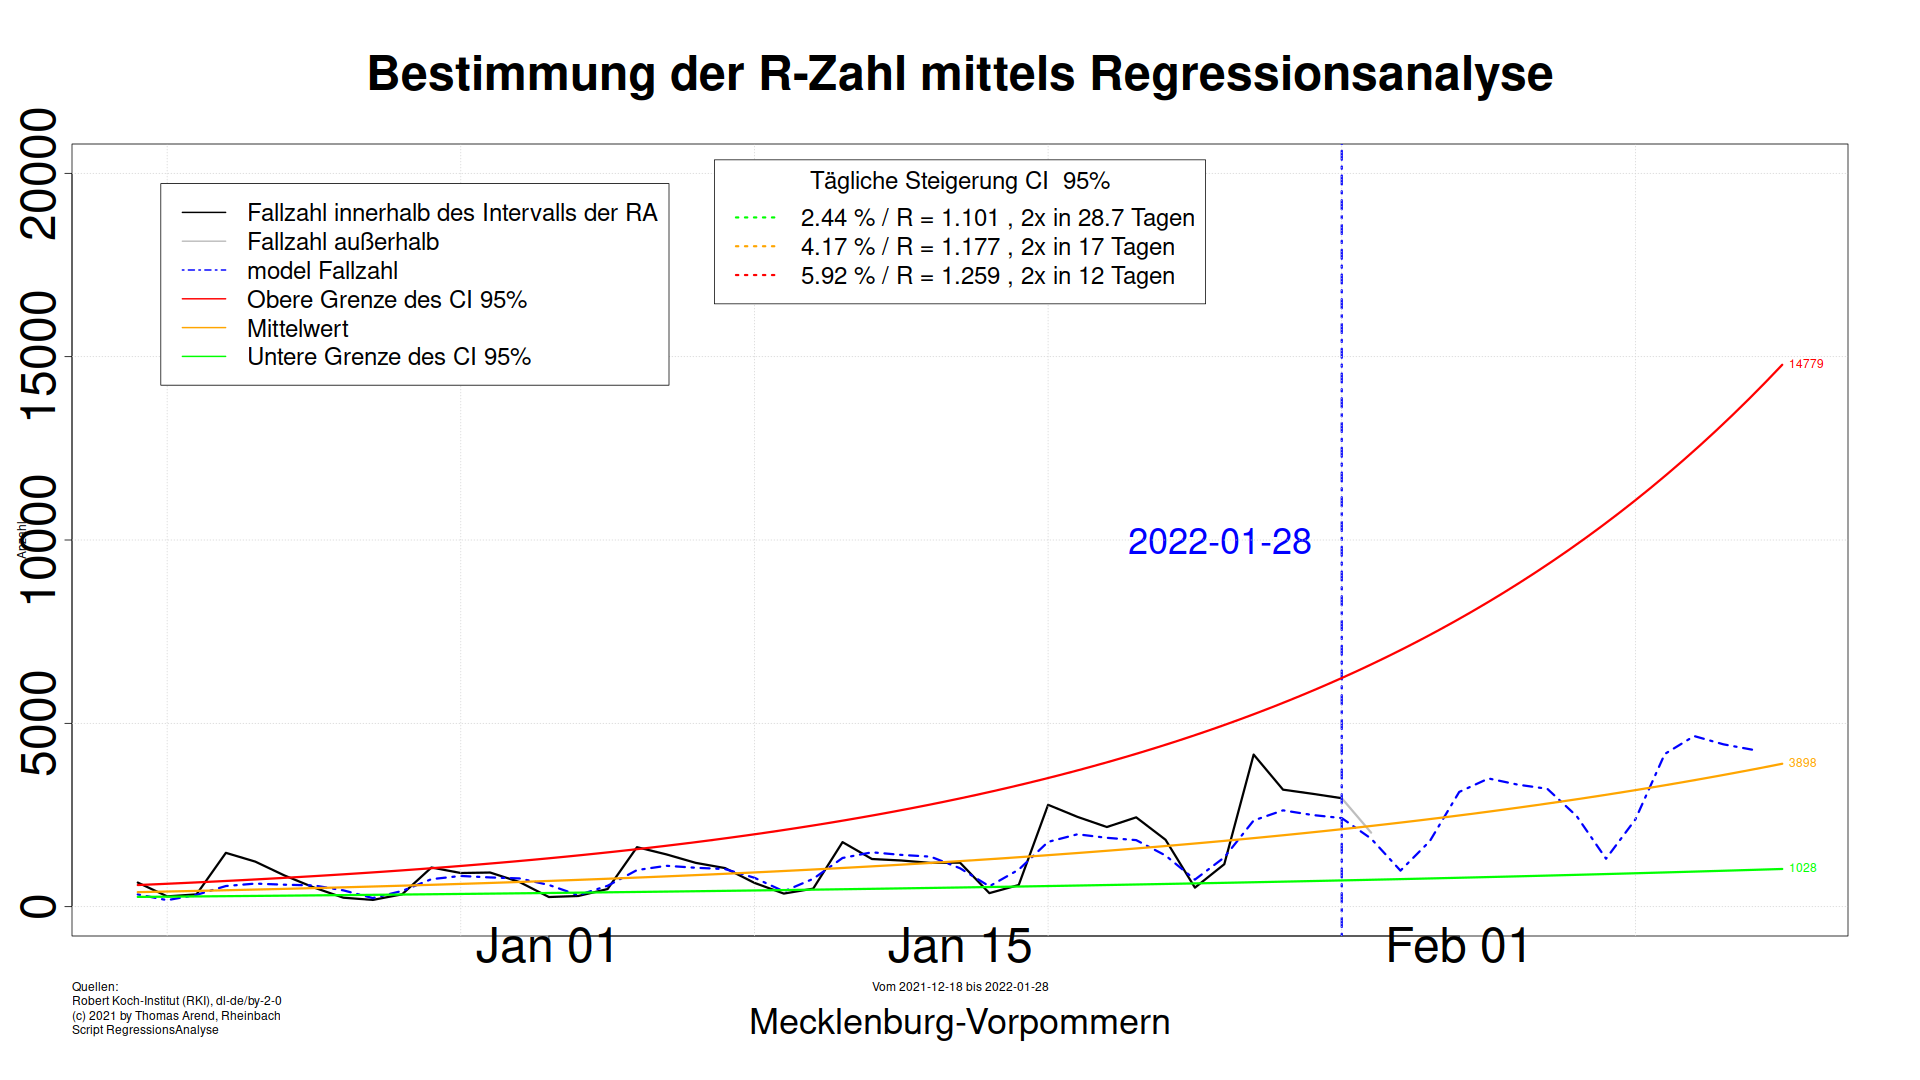 Bestimmung der R-Zahl mittels Regressionsanalyse
20000
15000
10000
5000
0
Anzahl
Fallzahl innerhalb des Intervalls der RA
Fallzahl außerhalb
model Fallzahl
Obere Grenze des CI 95%
Mittelwert
Untere Grenze des CI 95%
Tägliche Steigerung CI  95%
2.44 % / R = 1.101 , 2x in 28.7 Tagen
4.17 % / R = 1.177 , 2x in 17 Tagen
5.92 % / R = 1.259 , 2x in 12 Tagen
14779
2022-01-28
3898
1028
Jan 01
Jan 15
Feb 01
Quellen:
Robert Koch-Institut (RKI), dl-de/by-2-0
(c) 2021 by Thomas Arend, Rheinbach
Script RegressionsAnalyse
Vom 2021-12-18 bis 2022-01-28
Mecklenburg-Vorpommern